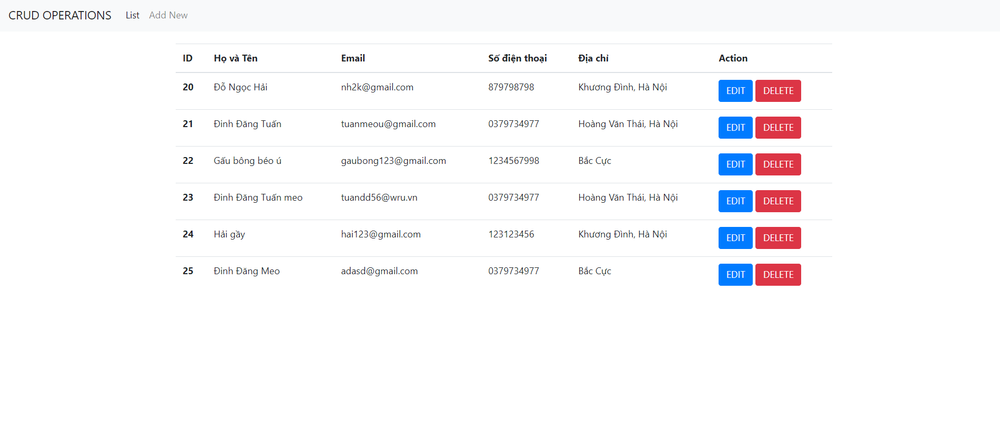 CRUD OPERATIONS List Add New
ID Họ và Tên Email Số điện thoại Địa chỉ Action
20 Đỗ Ngọc Hải nh2k@gmail.com 879798798 Khương Đình, Hà Nội EDIT DELETE
21 Đinh Đăng Tuấn tuanmeou@gmail.com 0379734977 Hoàng Văn Thái, Hà Nội EDIT DELETE
22 Gấu bông béo ú gaubong123@gmail.com 1234567998 Bắc Cực EDIT DELETE
23 Đinh Đăng Tuấn meo tuandd56@wru.vn 0379734977 Hoàng Văn Thái, Hà Nội EDIT DELETE
24 Hải gầy hai123@gmail.com 123123456 Khương Đình, Hà Nội EDIT DELETE
25 Đinh Đăng Meo adasd@gmail.com 0379734977 Bắc Cực EDIT DELETE